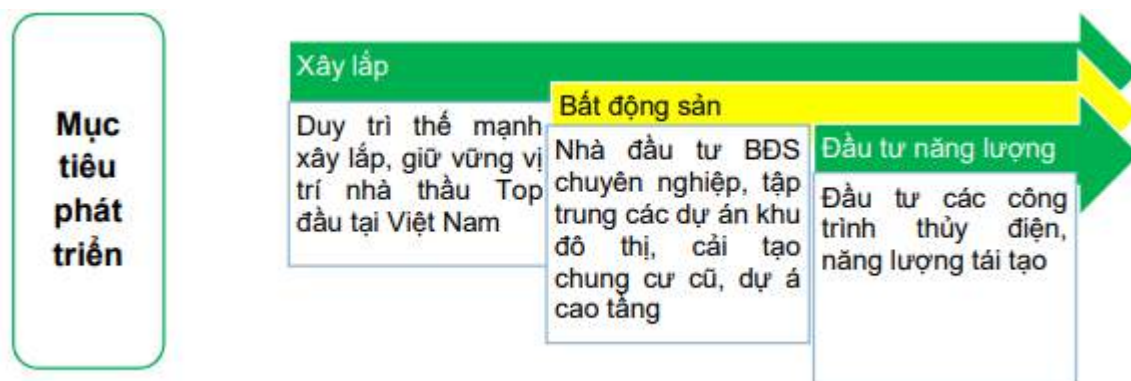 Mục
tiêu
phát
triển
Xây lắp
Duy trì thế mạnh
xây lắp, giữ vững vị
trí nhà thầu Top
đầu tại Việt Nam
Bất động sản
Nhà đầu tư BĐS
chuyên nghiệp, tập
trung các dự án khu
đô thị, cải tạo
chung cư cũ, dự á
cao tầng
Đầu tư năng lượng
Đầu tư các công
trình thủy điện,
năng lượng tái tạo